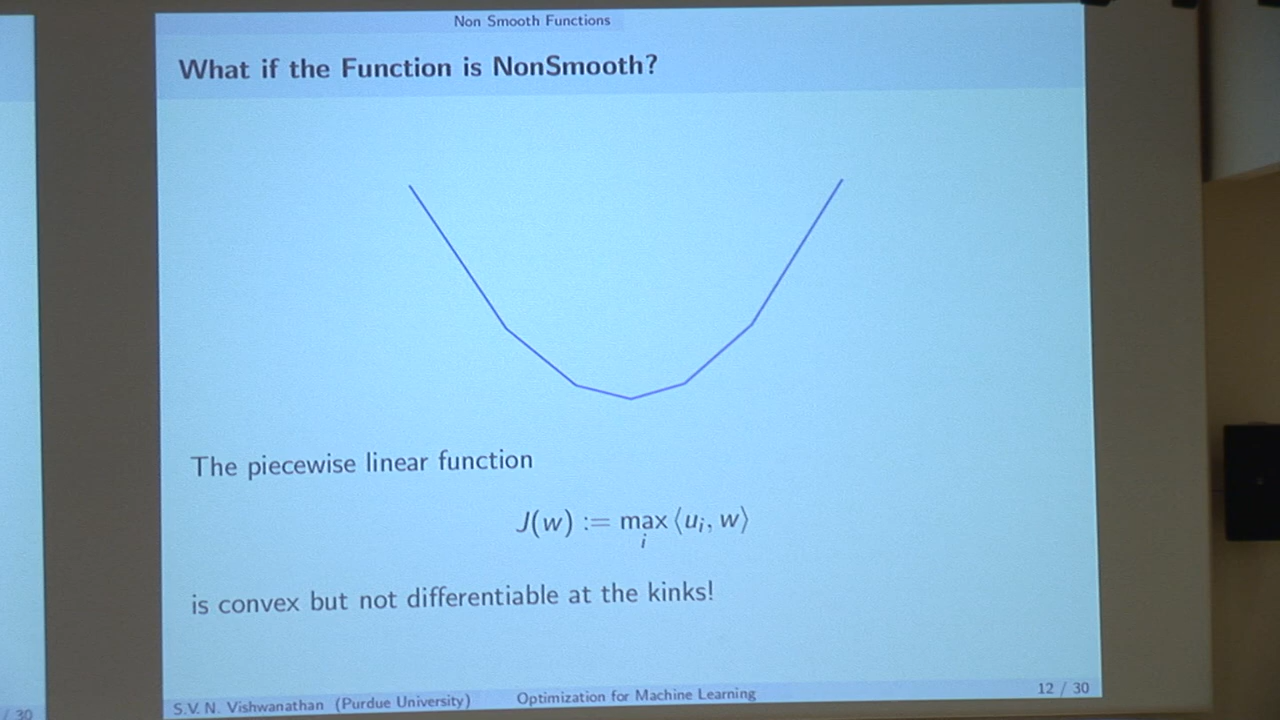 Non Smooth Functions
What if the Function is NonSmooth?
The piecewise linear function
J(w) := max ⟨u_i, w⟩
i
is convex but not differentiable at the kinks!
S.V. N. Vishwanathan (Purdue University) Optimization for Machine Learning 12 / 30
/ 30